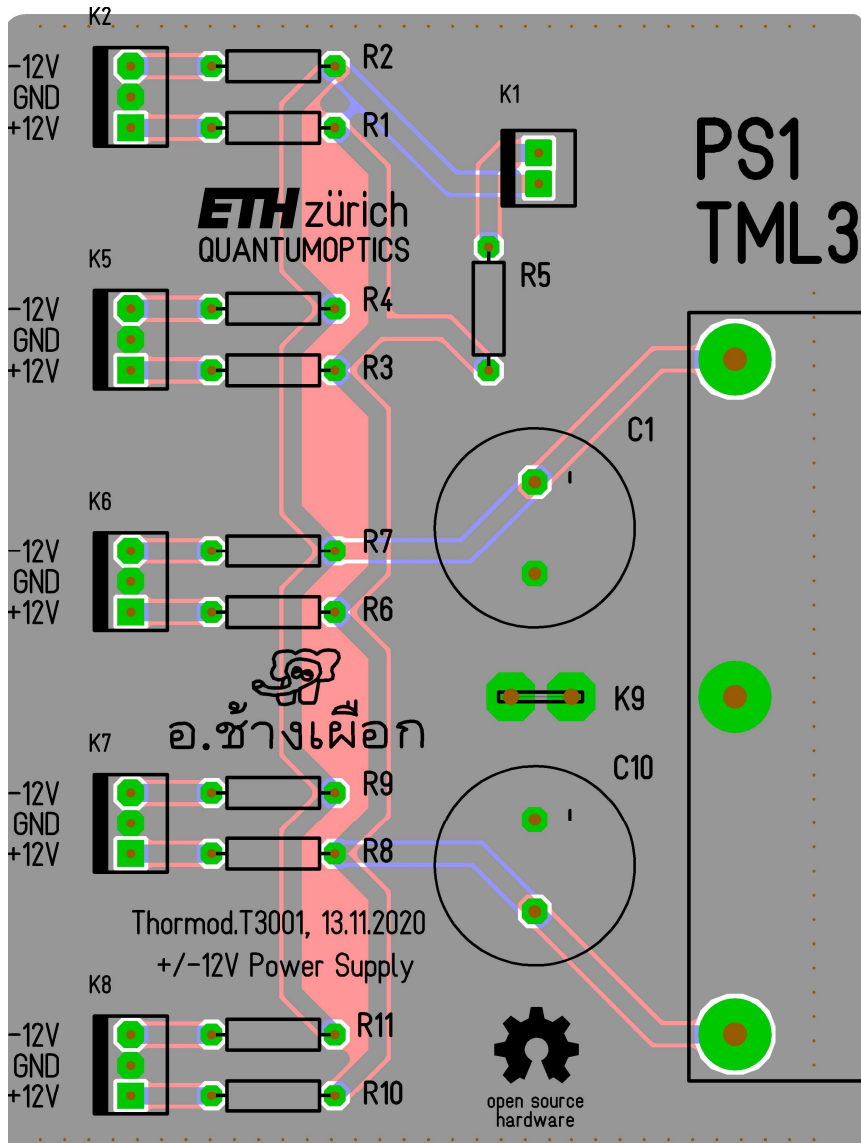 K2
-12V
GND
+12V
R2
R1
K1
PS1
TML3
ETH zürich
QUANTUMOPTICS
K5
-12V
GND
+12V
R4
R3
R5
C1
K6
-12V
GND
+12V
R7
R6
อ.ช้างเผือก
K9
K7
-12V
GND
+12V
R9
R8
C10
Thormod.T3001, 13.11.2020
+/-12V Power Supply
K8
-12V
GND
+12V
R11
R10
open source
hardware